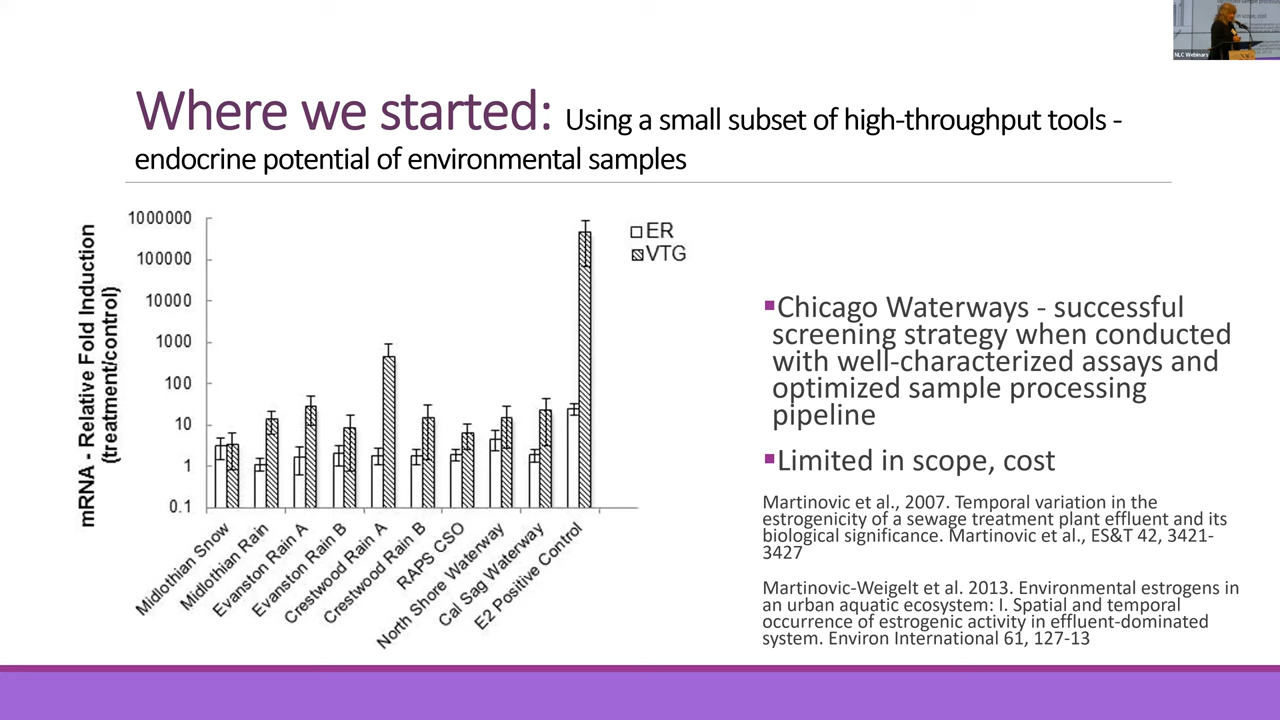 Where we started: Using a small subset of high-throughput tools -
endocrine potential of environmental samples
mRNA - Relative Fold Induction
(treatment/control)
1000000
100000
10000
1000
100
10
1
0.1
ER
VTG
Midlothian Snow
Midlothian Rain
Evanston Rain A
Evanston Rain B
Crestwood Rain A
Crestwood Rain B
RAPS CSO
North Shore Waterway
Cal Sag Waterway
E2 Positive Control
Chicago Waterways - successful
screening strategy when conducted
with well-characterized assays and
optimized sample processing
pipeline
Limited in scope, cost
Martinovic et al., 2007. Temporal variation in the
estrogenicity of a sewage treatment plant effluent and its
biological significance. Martinovic et al., ES&T 42, 3421-
3427
Martinovic-Weigelt et al. 2013. Environmental estrogens in
an urban aquatic ecosystem: I. Spatial and temporal
occurrence of estrogenic activity in effluent-dominated
system. Environ International 61, 127-13
NLC Webinars